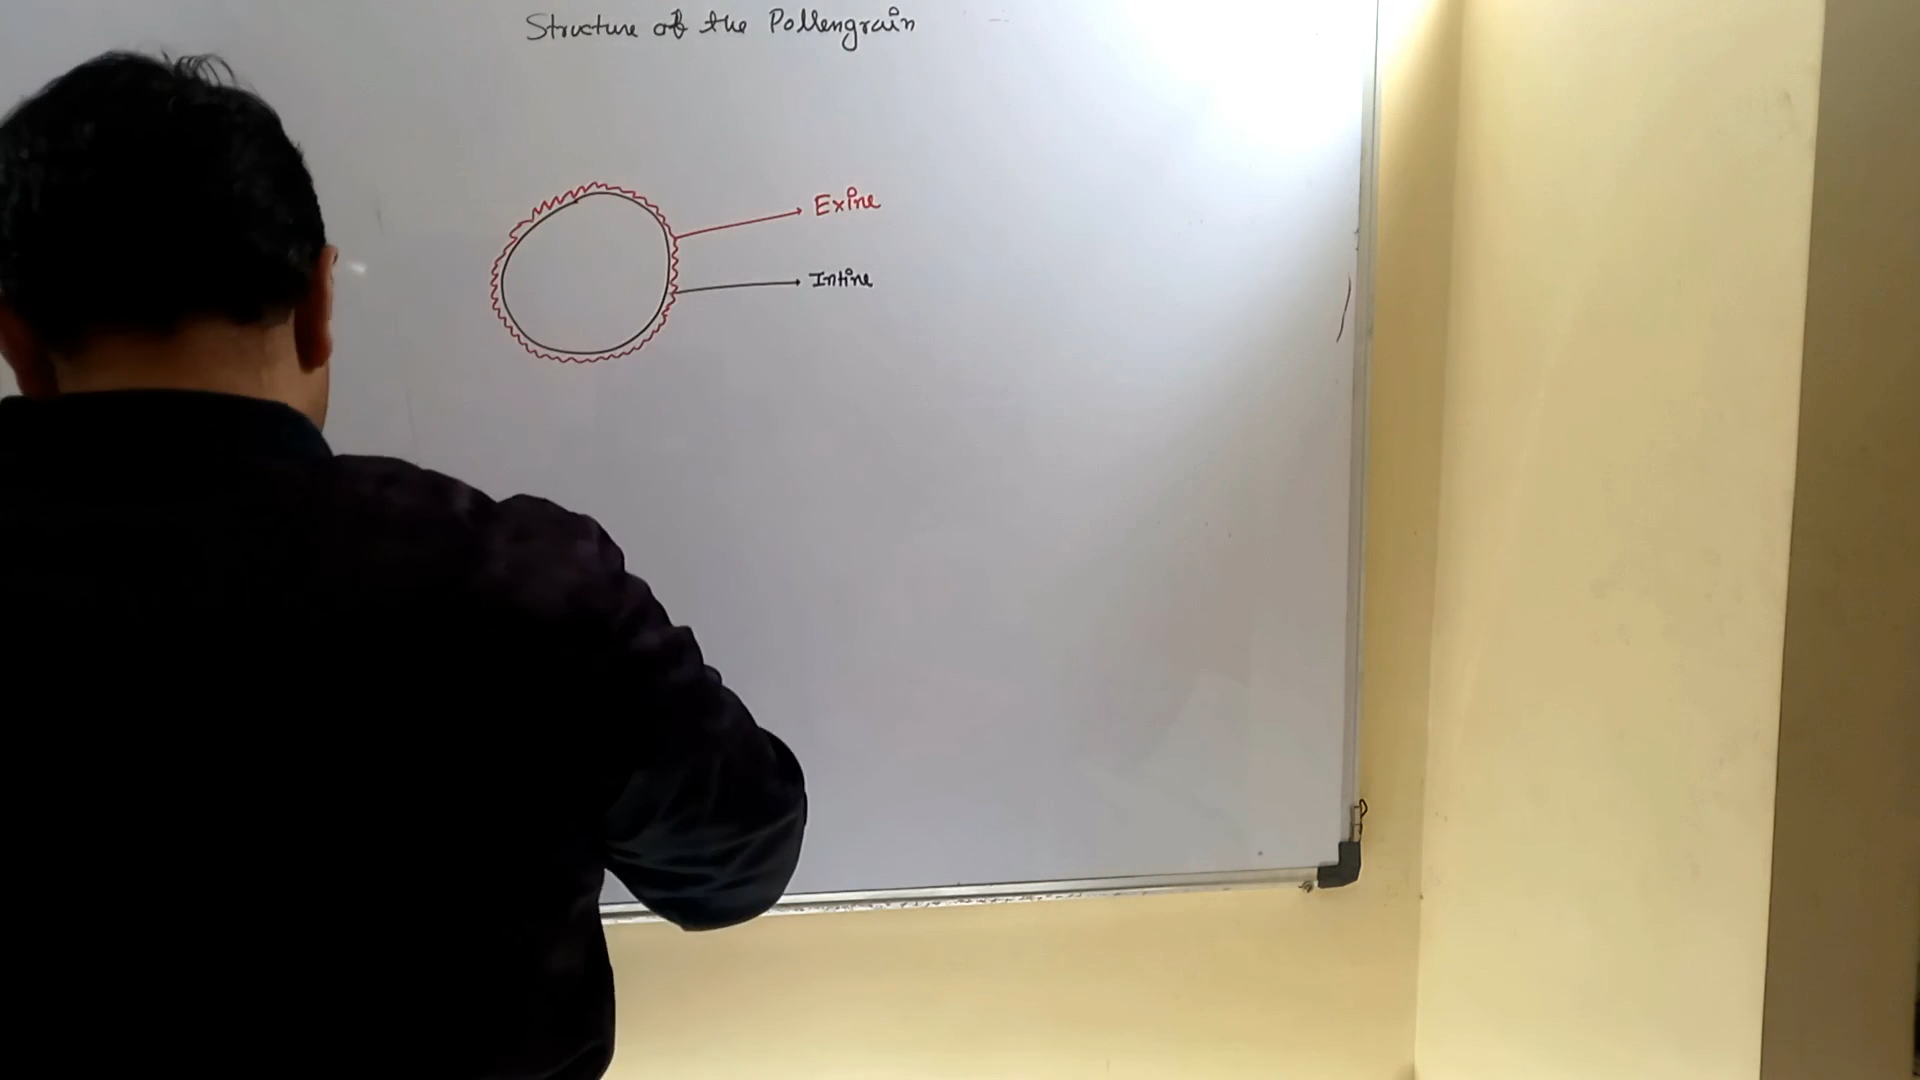 Structure of the Pollengrain
Exine
Intine